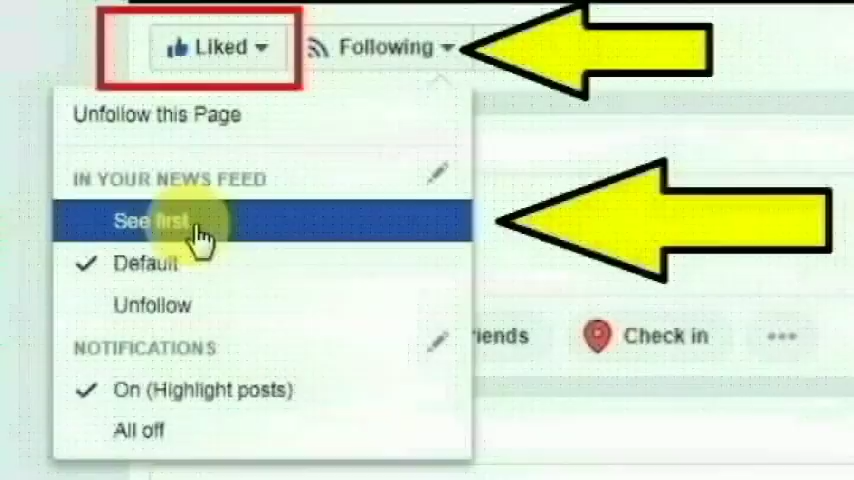 Liked
Following
Unfollow this Page
IN YOUR NEWS FEED
See first
Default
Unfollow
NOTIFICATIONS
On (Highlight posts)
All off
riends
Check in